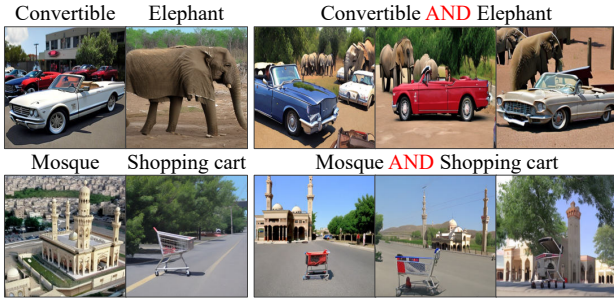 Convertible Elephant Convertible AND Elephant
Mosque Shopping cart Mosque AND Shopping cart